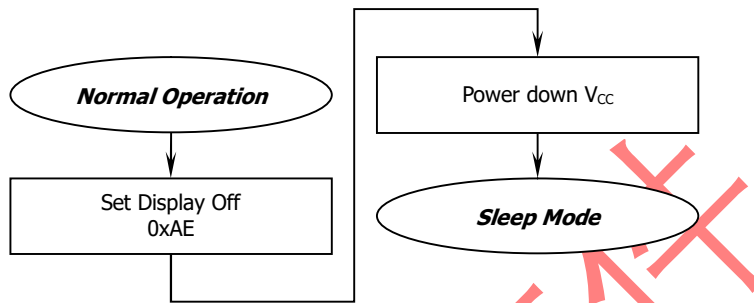 Normal Operation
Set Display Off
0xAE
Power down VCC
Sleep Mode